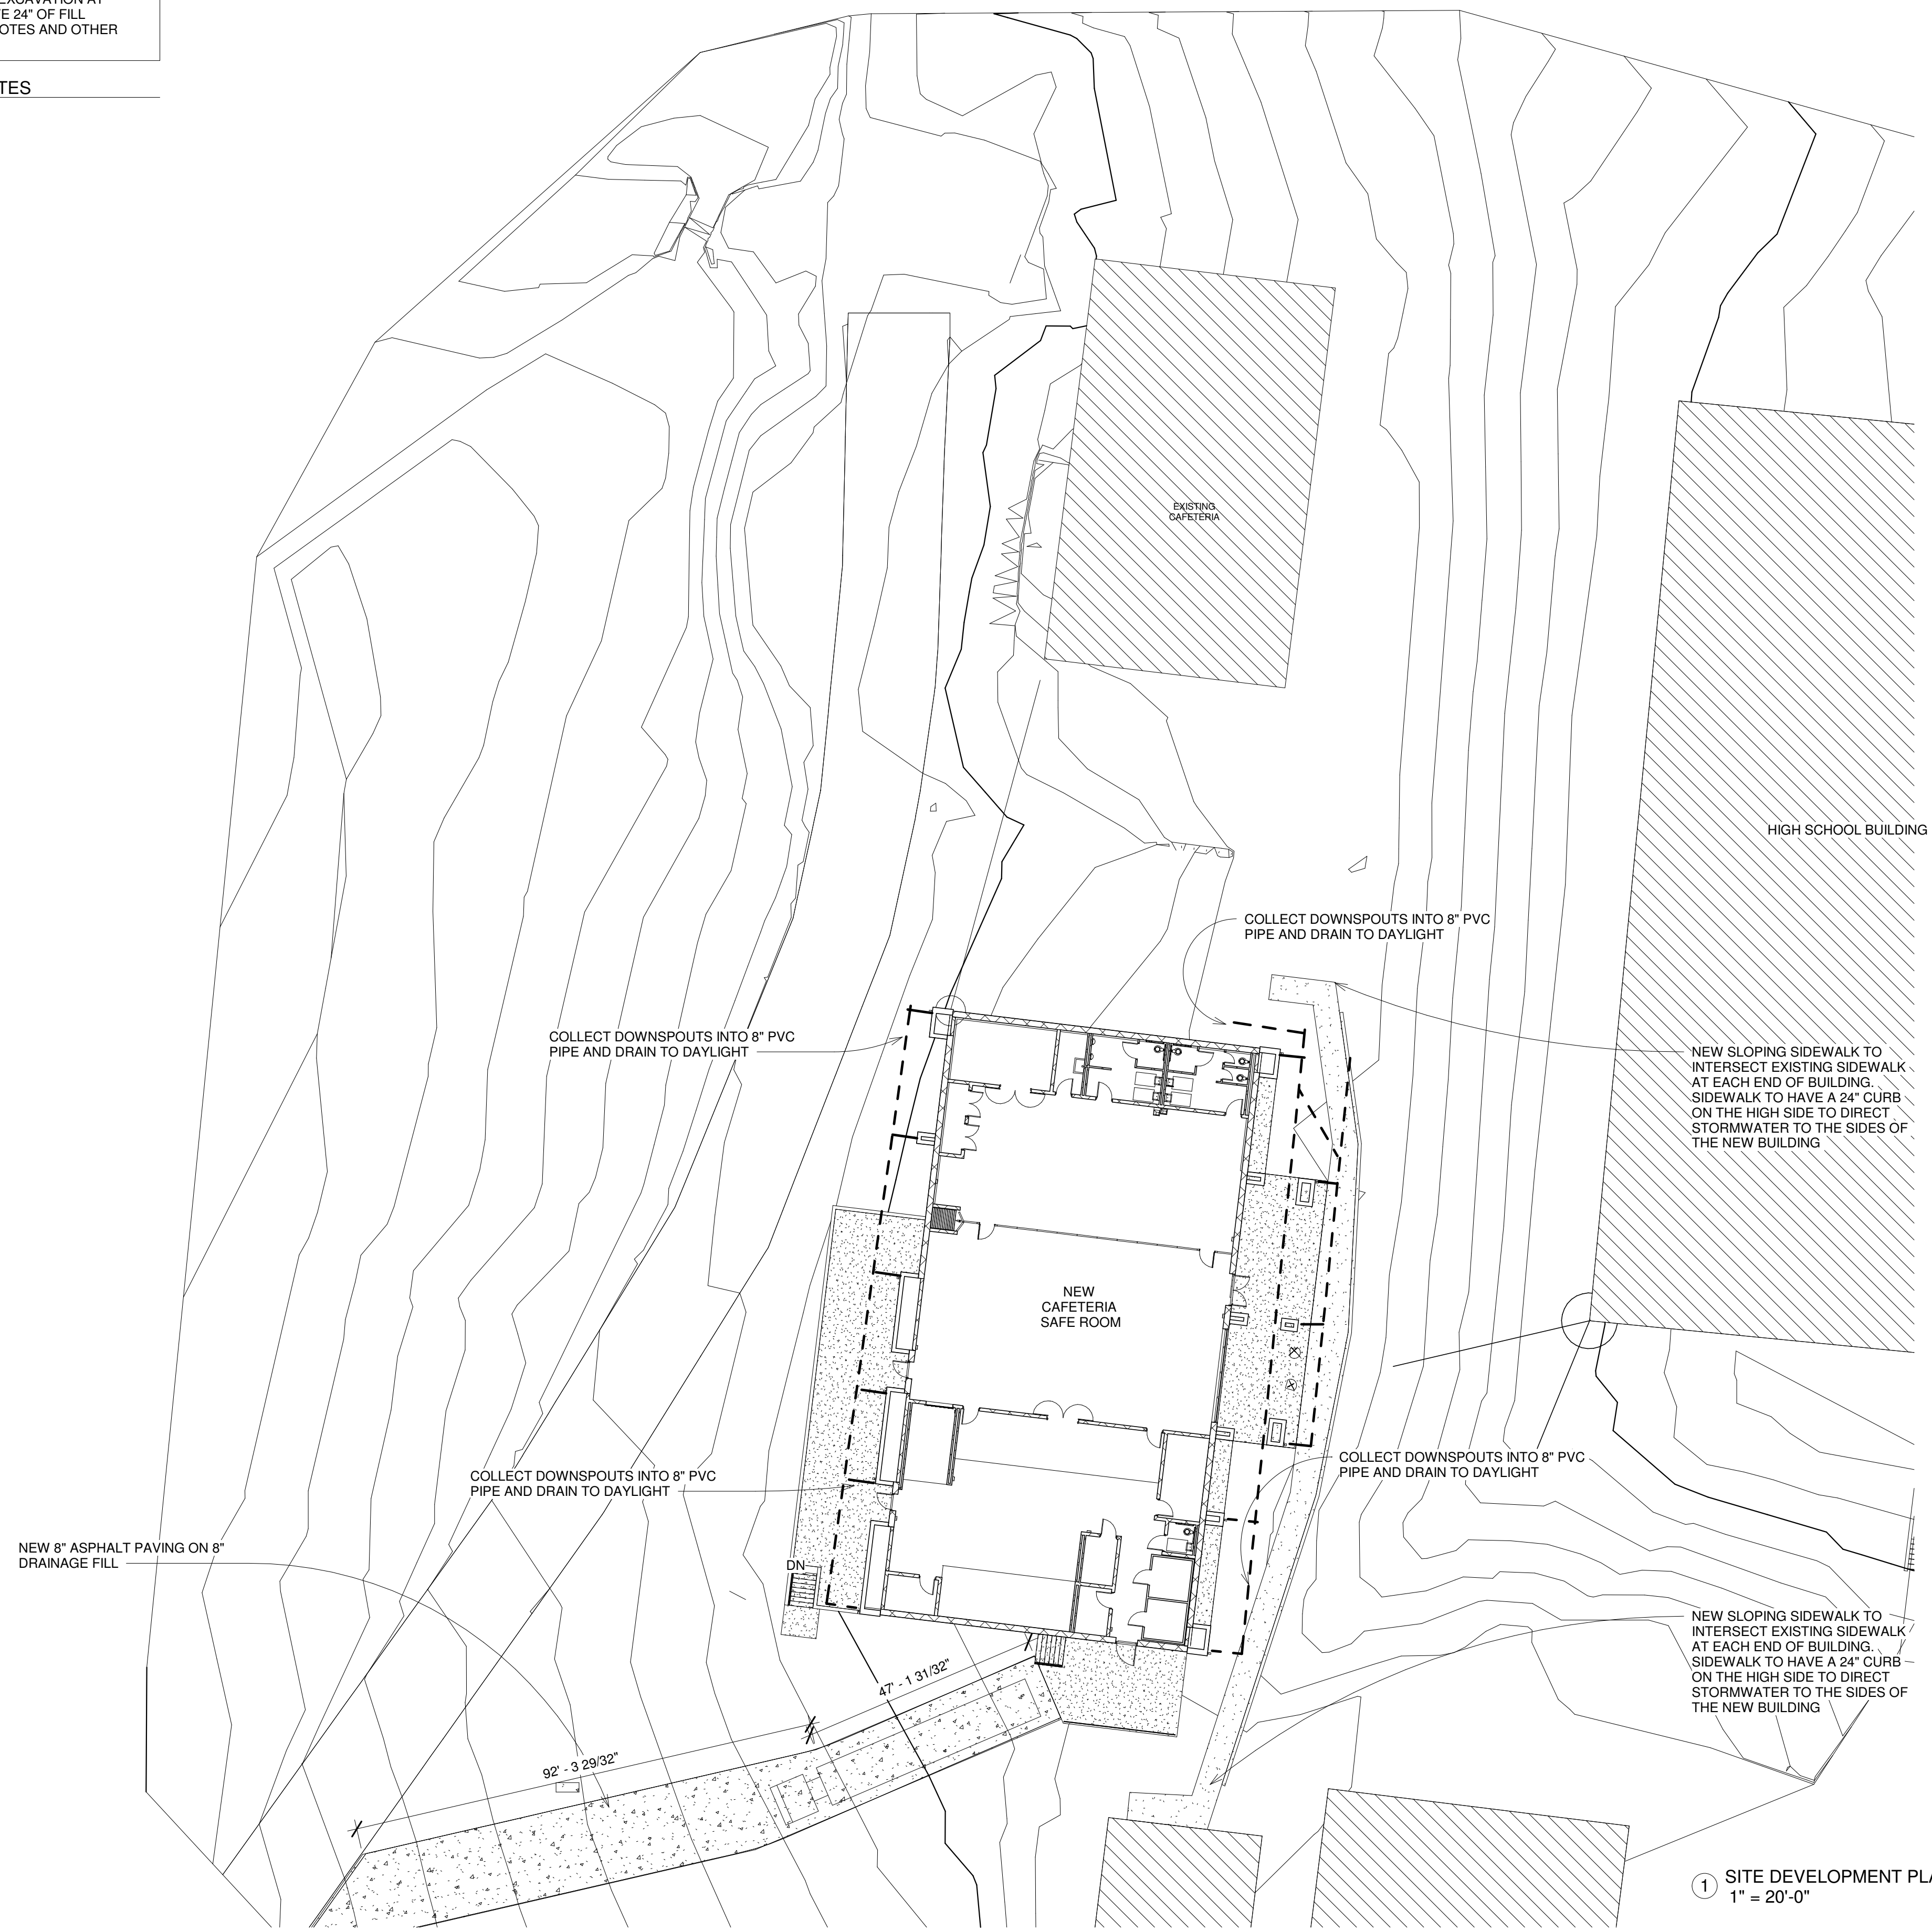 EXCAVATION AT
24" OF FILL
OTES AND OTHER
TES
EXISTING
CAFETERIA
HIGH SCHOOL BUILDING
COLLECT DOWNSPOUTS INTO 8" PVC
PIPE AND DRAIN TO DAYLIGHT
COLLECT DOWNSPOUTS INTO 8" PVC
PIPE AND DRAIN TO DAYLIGHT
NEW SLOPING SIDEWALK TO
INTERSECT EXISTING SIDEWALK
AT EACH END OF BUILDING.
SIDEWALK TO HAVE A 24" CURB
ON THE HIGH SIDE TO DIRECT
STORMWATER TO THE SIDES OF
THE NEW BUILDING
NEW
CAFETERIA
SAFE ROOM
COLLECT DOWNSPOUTS INTO 8" PVC
PIPE AND DRAIN TO DAYLIGHT
COLLECT DOWNSPOUTS INTO 8" PVC
PIPE AND DRAIN TO DAYLIGHT
NEW 8" ASPHALT PAVING ON 8"
DRAINAGE FILL
DN
NEW SLOPING SIDEWALK TO
INTERSECT EXISTING SIDEWALK
AT EACH END OF BUILDING.
SIDEWALK TO HAVE A 24" CURB
ON THE HIGH SIDE TO DIRECT
STORMWATER TO THE SIDES OF
THE NEW BUILDING
47' - 1 31/32"
92' - 3 29/32"
1 SITE DEVELOPMENT PLA
1" = 20'-0"